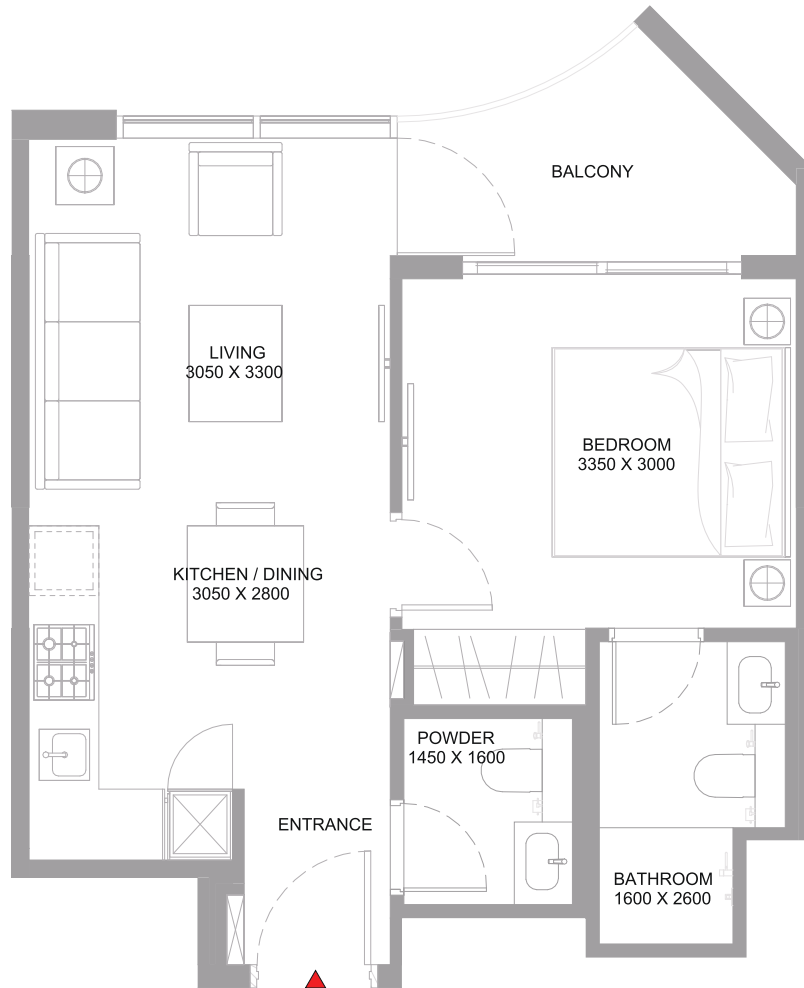 BALCONY
LIVING
3050 X 3300
BEDROOM
3350 X 3000
KITCHEN / DINING
3050 X 2800
POWDER
1450 X 1600
ENTRANCE
BATHROOM
1600 X 2600